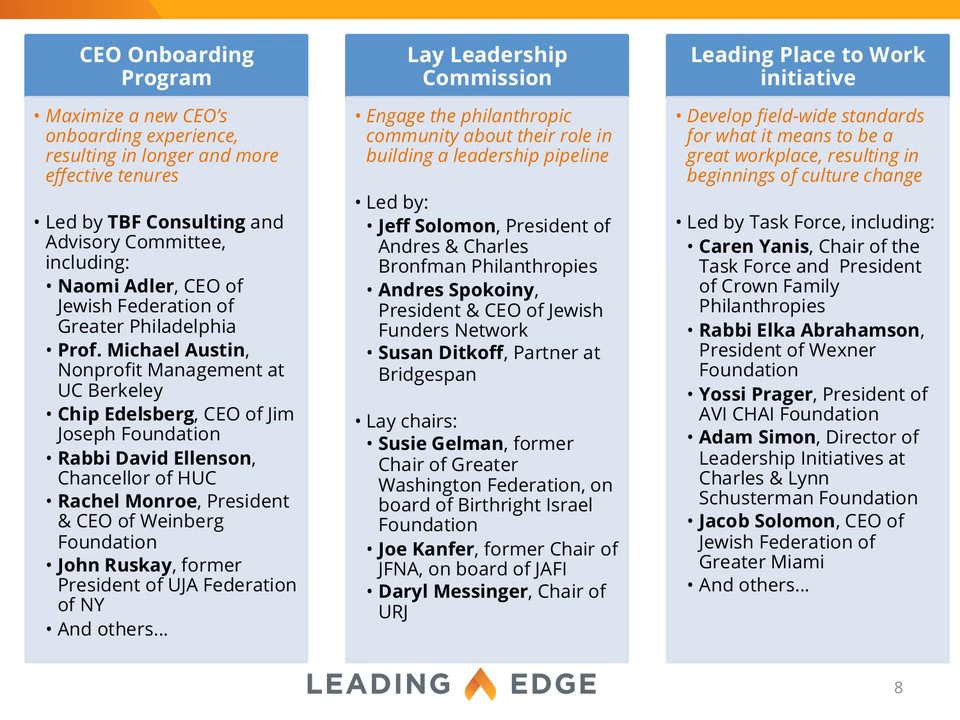 CEO Onboarding
Program
• Maximize a new CEO’s
onboarding experience,
resulting in longer and more
effective tenures
• Led by TBF Consulting and
Advisory Committee,
including:
• Naomi Adler, CEO of
Jewish Federation of
Greater Philadelphia
• Prof. Michael Austin,
Nonprofit Management at
UC Berkeley
• Chip Edelsberg, CEO of Jim
Joseph Foundation
• Rabbi David Ellenson,
Chancellor of HUC
• Rachel Monroe, President
& CEO of Weinberg
Foundation
• John Ruskay, former
President of UJA Federation
of NY
• And others...
Lay Leadership
Commission
• Engage the philanthropic
community about their role in
building a leadership pipeline
• Led by:
• Jeff Solomon, President of
Andres & Charles
Bronfman Philanthropies
• Andres Spokoiny,
President & CEO of Jewish
Funders Network
• Susan Ditkoff, Partner at
Bridgespan
• Lay chairs:
• Susie Gelman, former
Chair of Greater
Washington Federation, on
board of Birthright Israel
Foundation
• Joe Kanfer, former Chair of
JFNA, on board of JAFI
• Daryl Messinger, Chair of
URJ
Leading Place to Work
initiative
• Develop field-wide standards
for what it means to be a
great workplace, resulting in
beginnings of culture change
• Led by Task Force, including:
• Caren Yanis, Chair of the
Task Force and President
of Crown Family
Philanthropies
• Rabbi Elka Abrahamson,
President of Wexner
Foundation
• Yossi Prager, President of
AVI CHAI Foundation
• Adam Simon, Director of
Leadership Initiatives at
Charles & Lynn
Schusterman Foundation
• Jacob Solomon, CEO of
Jewish Federation of
Greater Miami
• And others...
LEADING EDGE
8